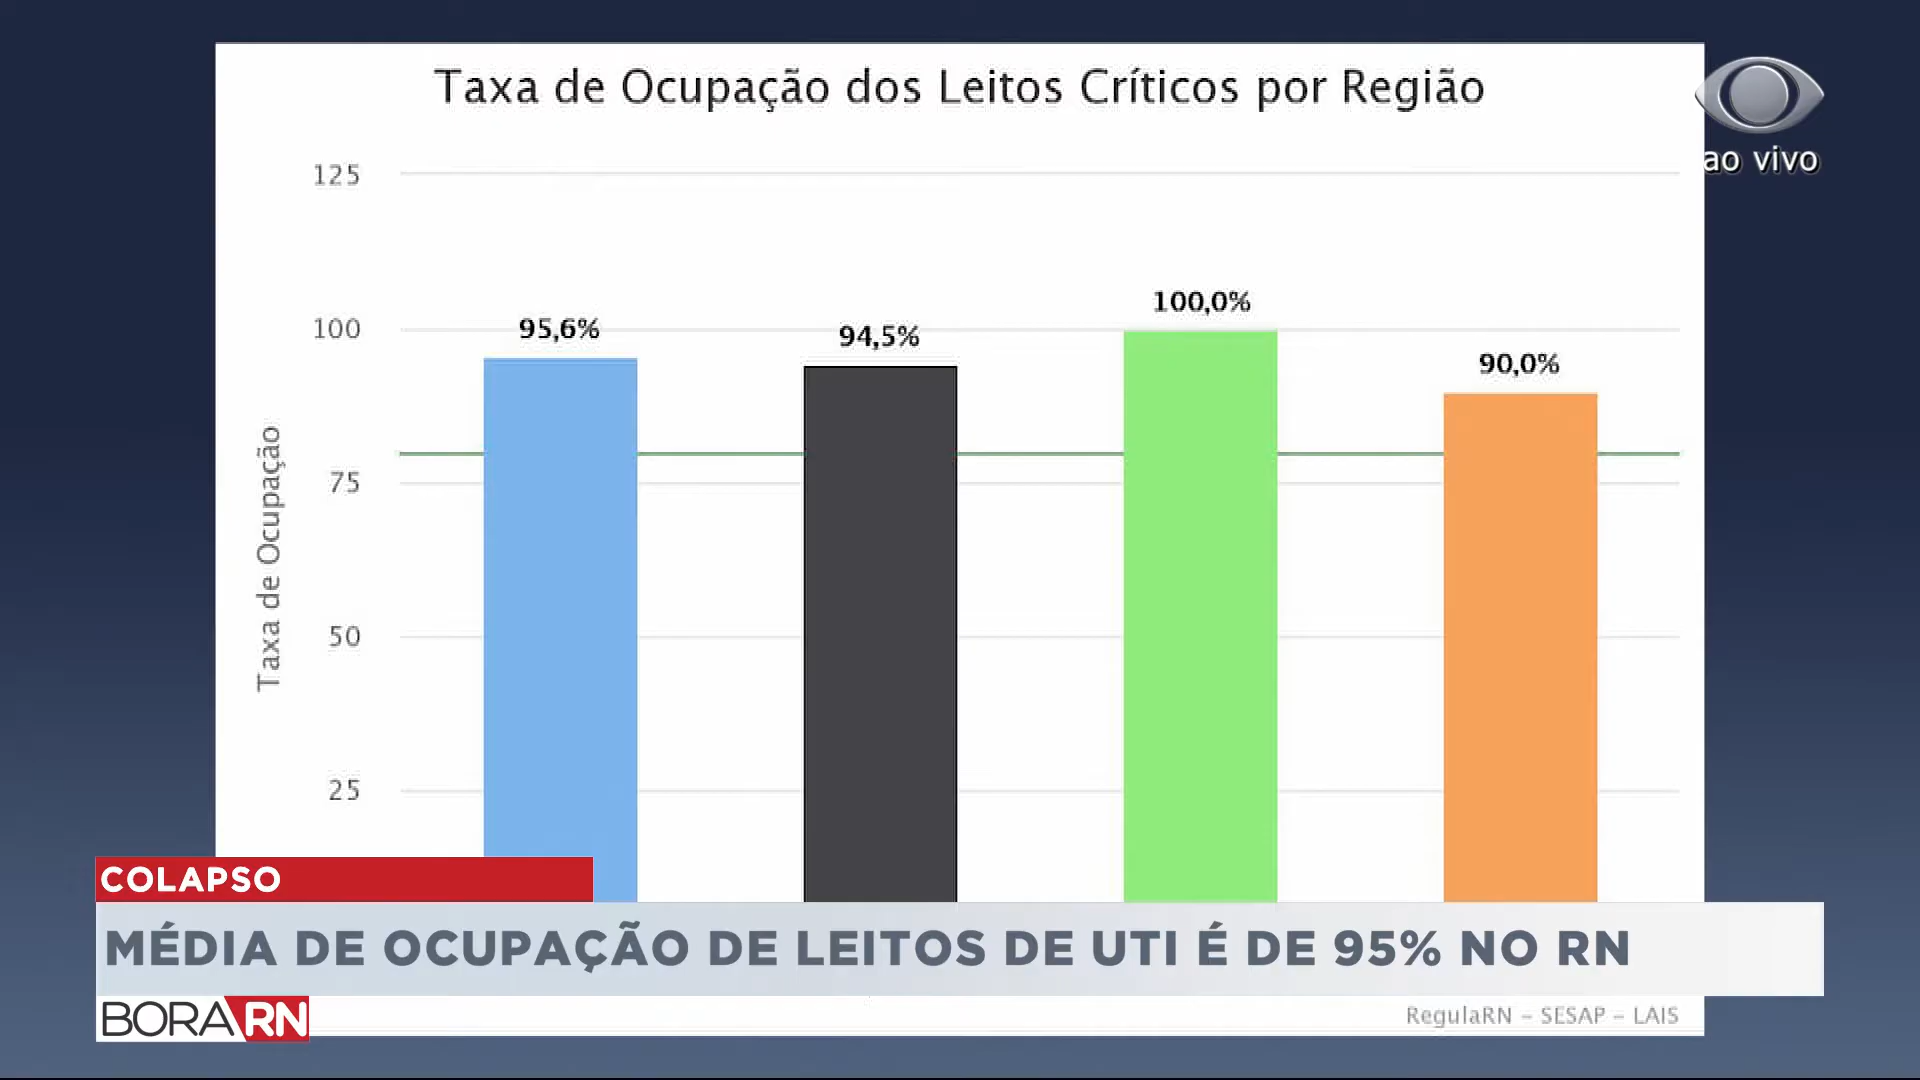 Taxa de Ocupação dos Leitos Críticos por Região
ao vivo
125
100
75
50
25
Taxa de Ocupação
95,6%
94,5%
100,0%
90,0%
COLAPSO
MÉDIA DE OCUPAÇÃO DE LEITOS DE UTI É DE 95% NO RN
BORARN
RegulaRN – SESAP – LAIS